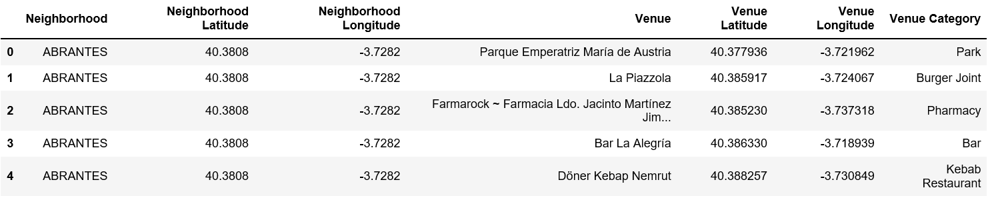 Neighborhood Neighborhood Latitude Neighborhood Longitude Venue Venue Latitude Venue Longitude Venue Category
0 ABRANTES 40.3808 -3.7282 Parque Emperatriz María de Austria 40.377936 -3.721962 Park
1 ABRANTES 40.3808 -3.7282 La Piazzola 40.385917 -3.724067 Burger Joint
2 ABRANTES 40.3808 -3.7282 Farmarock ~ Farmacia Ldo. Jacinto Martínez Jim... 40.385230 -3.737318 Pharmacy
3 ABRANTES 40.3808 -3.7282 Bar La Alegría 40.386330 -3.718939 Bar
4 ABRANTES 40.3808 -3.7282 Döner Kebap Nemrut 40.388257 -3.730849 Kebab Restaurant